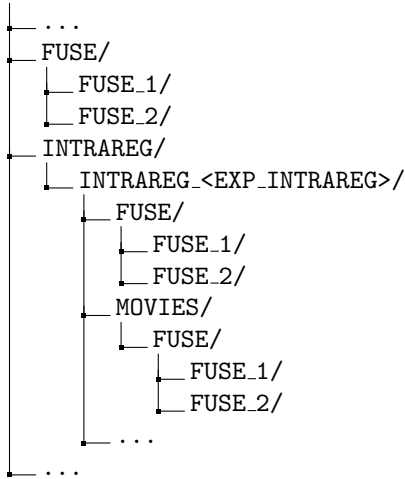 ...
FUSE/
FUSE_1/
FUSE_2/
INTRAREG/
INTRAREG_<EXP_INTRAREG>/
FUSE/
FUSE_1/
FUSE_2/
MOVIES/
FUSE/
FUSE_1/
FUSE_2/
...
...